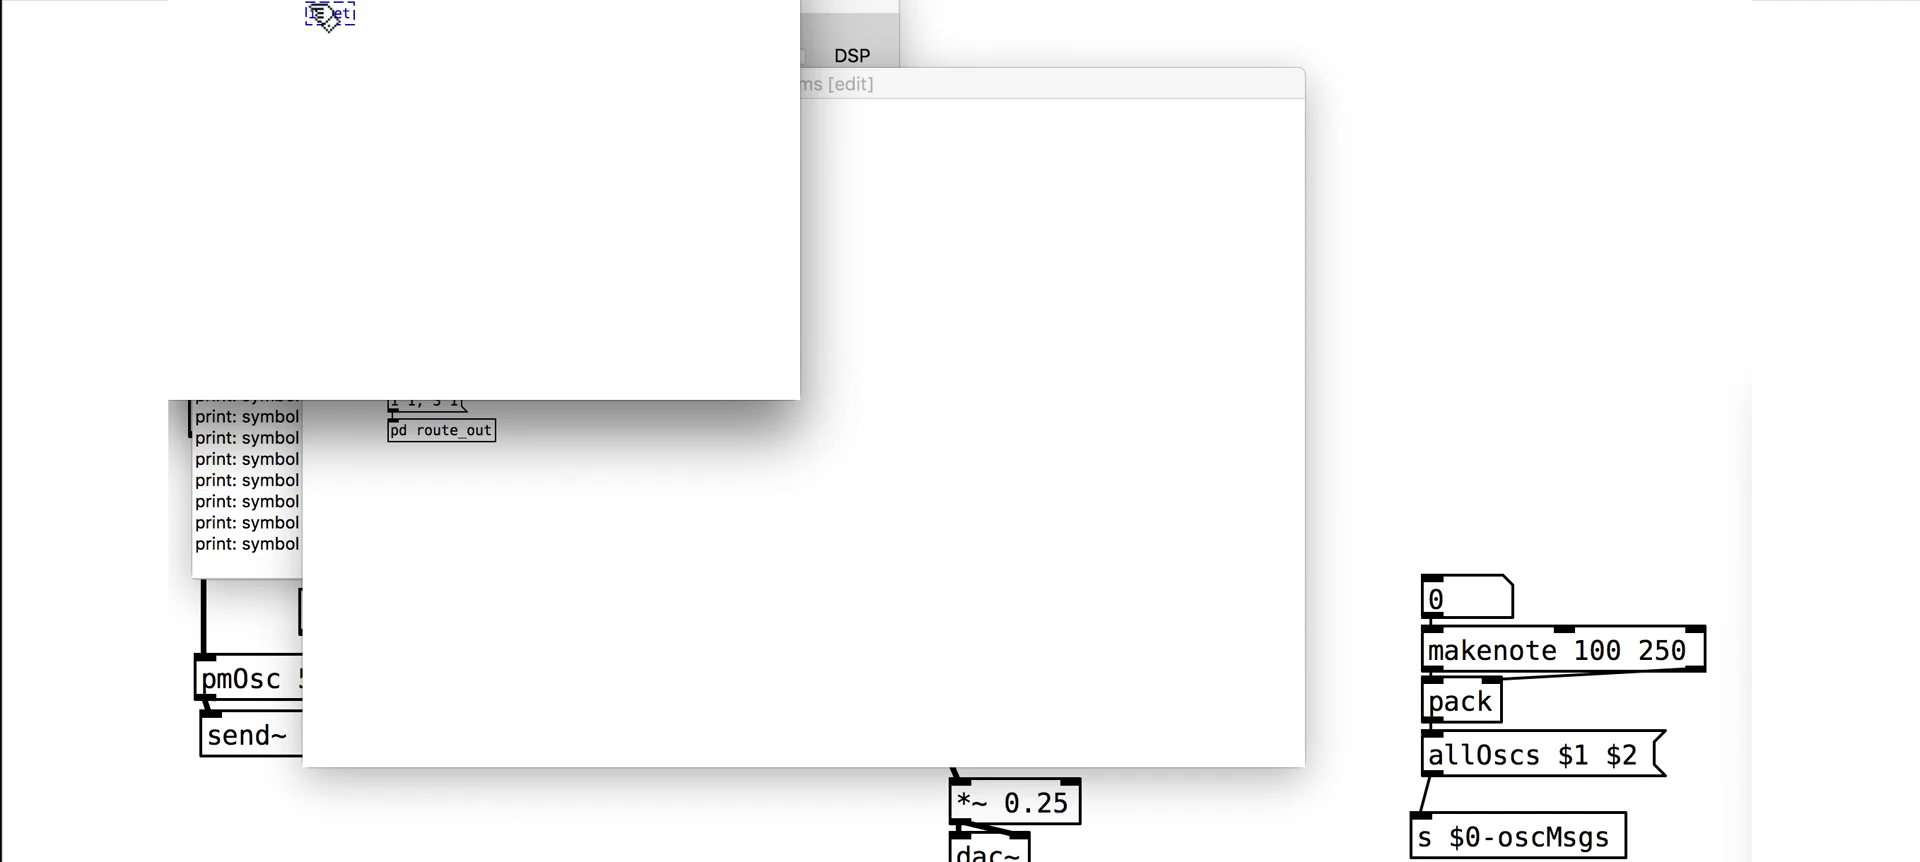 DSP
ms [edit]
pd route_out
print: symbol
print: symbol
print: symbol
print: symbol
print: symbol
print: symbol
print: symbol
0
makenote 100 250
pmOsc
pack
send~
allOscs $1 $2
*~ 0.25
s $0-oscMsgs
dac~